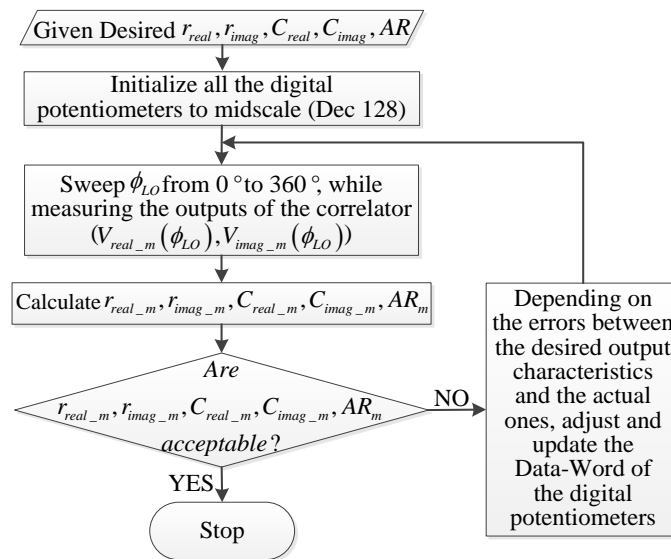 Given Desired r_real, r_imag, C_real, C_imag, AR
Initialize all the digital
potentiometers to midscale (Dec 128)
Sweep ϕ_LO from 0° to 360°, while
measuring the outputs of the correlator
(V_real_m(ϕ_LO), V_imag_m(ϕ_LO))
Calculate r_real_m, r_imag_m, C_real_m, C_imag_m, AR_m
Are
r_real_m, r_imag_m, C_real_m, C_imag_m, AR_m
acceptable?
NO
Depending on
the errors between
the desired output
characteristics
and the actual
ones, adjust and
update the
Data-Word of
the digital
potentiometers
YES
Stop